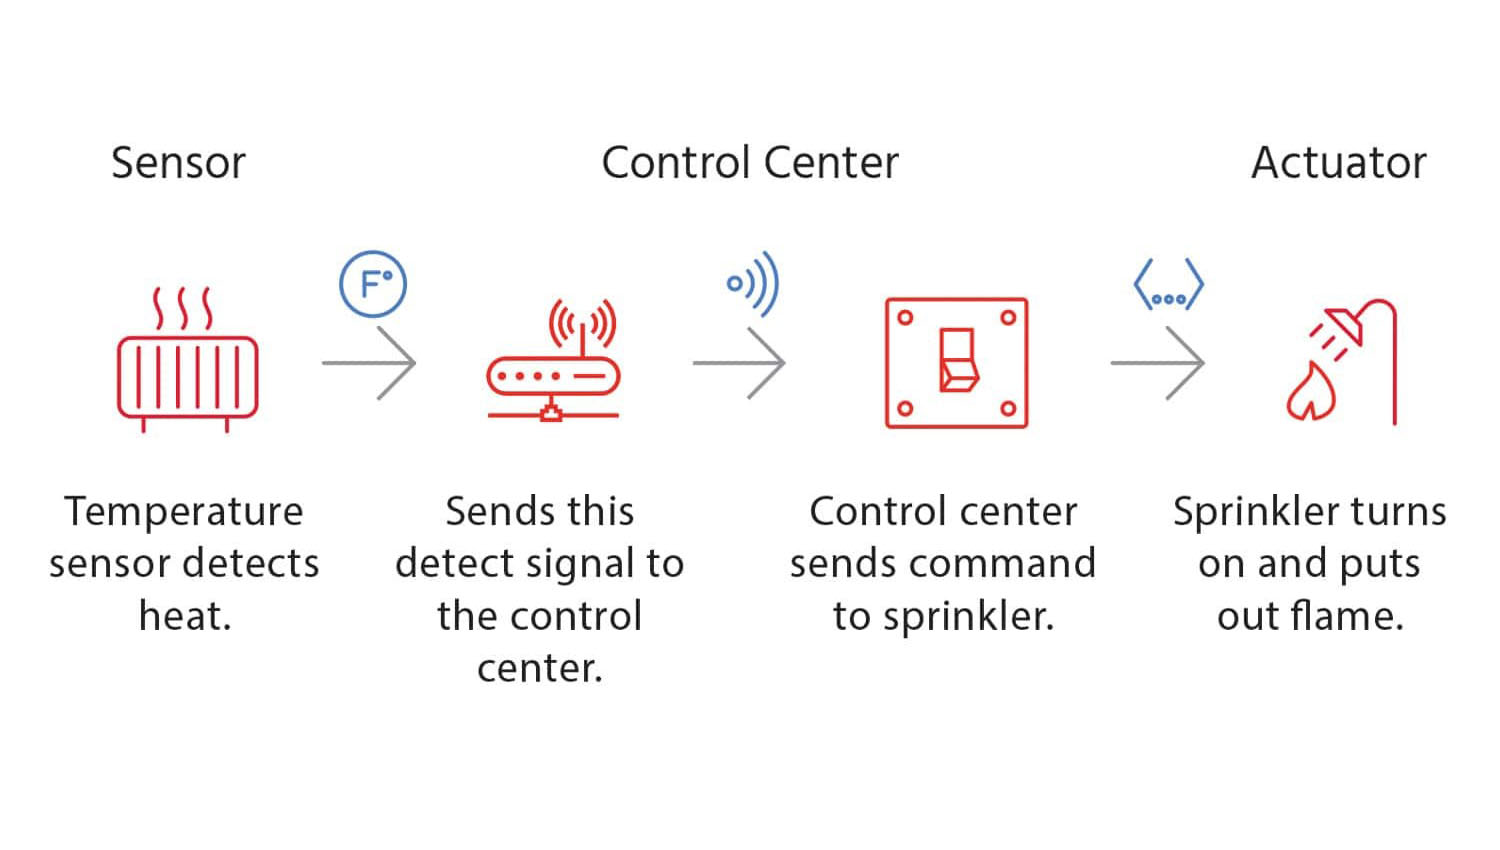 Sensor
Control Center
Actuator
F°
Temperature
sensor detects
heat.
Sends this
detect signal to
the control
center.
Control center
sends command
to sprinkler.
Sprinkler turns
on and puts
out flame.